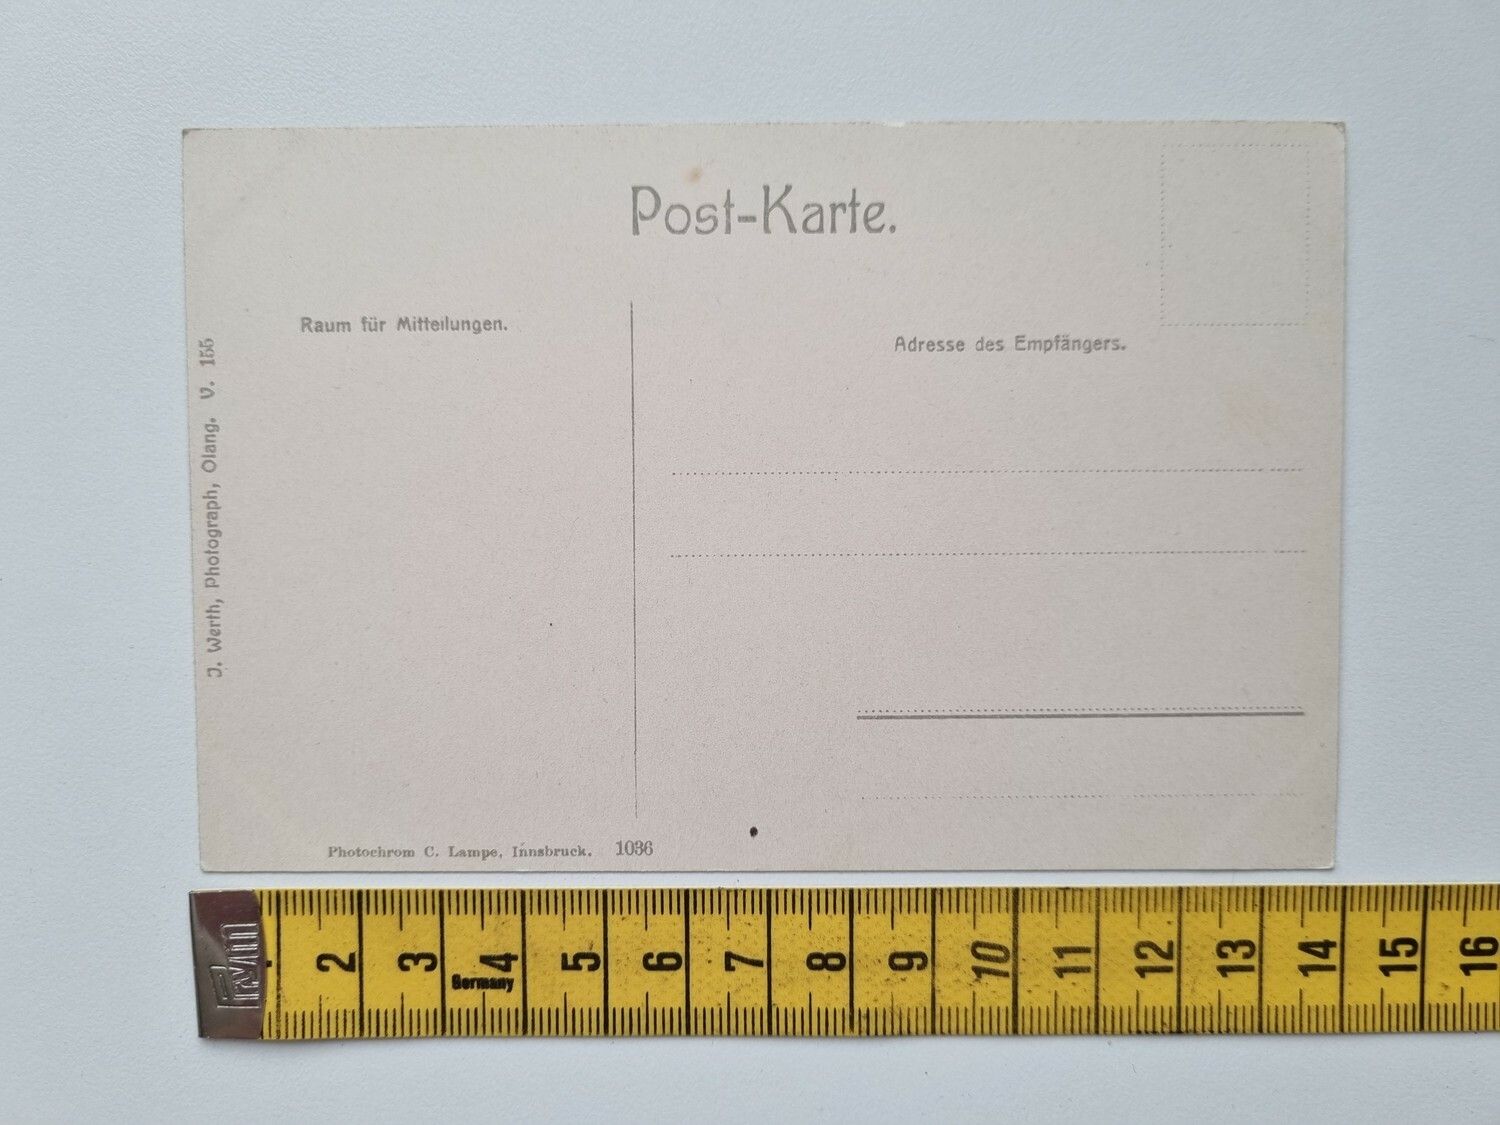 Post-Karte.
Raum für Mitteilungen.
Adresse des Empfängers.
J. Werth, Photograph, Olang. V. 155
Photochrom C. Lampe, Innsbruck. 1036
2 3 4 5 6 7 8 9 10 11 12 13 14 15 16
Germany